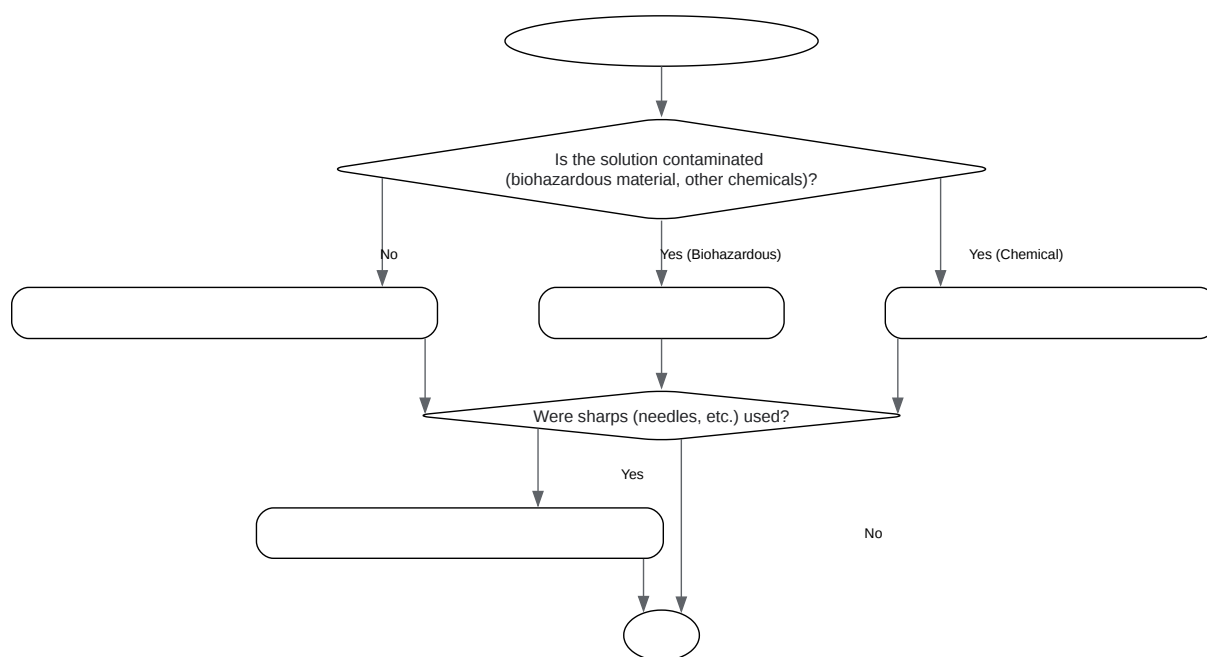 Is the solution contaminated
(biohazardous material, other chemicals)?
No
Yes (Biohazardous)
Yes (Chemical)
Were sharps (needles, etc.) used?
Yes
No